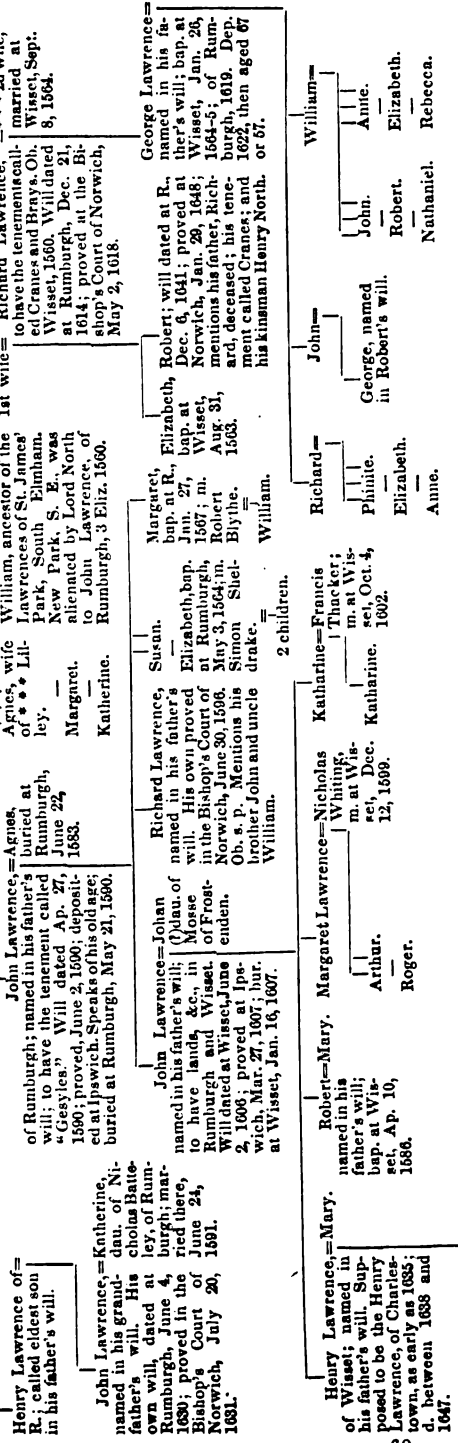 Henry Lawrence of=
R.; called eldest son
in his father's will.
John Lawrence,=Agnes,
of Rumburgh; named in his father's
will; to have the tenement called
"Gesyles." Will dated Ap. 27,
1590; proved, June 2, 1590; deposit-
ed at Ipswich. Speaks of his old age;
buried at Rumburgh, May 21, 1590.
buried at
Rumburgh,
June 22,
1583.
Agnes, wife
of * * * Lil-
ley.
—
Margaret.
—
Katherine.
William, ancestor of the
Lawrences of St. James'
Park, South Elmham.
New Park, S. E., was
alienated by Lord North
to John Lawrence, of
Rumburgh, 3 Eliz. 1560.
1st wife= Richard Lawrence, = 2d wife,
to have the tenements call-
ed Cranes and Brays. Ob.
Wisset, 1560. Will dated
at Rumburgh, Dec. 21,
1614; proved at the Bi-
shop's Court of Norwich,
May 2, 1618.
married at
Wisset, Sept.
8, 1564.
John Lawrence,=Katherine,
named in his grand-
father's will. His
own will, dated at
Rumburgh, June 4,
1630; proved in the
Bishop's Court of
Norwich, July 20,
1631.
dau. of Ni-
cholas Batte-
ley, of Rum-
burgh; mar-
ried there,
June 24,
1591.
John Lawrence=Johan
named in his father's will;
to have lands, &c., in
Rumburgh and Wisset.
Will dated at Wisset, June
2, 1606; proved at Ips-
wich, Mar. 27, 1607; bur.
at Wisset, Jan. 16, 1607.
(?)dau. of
Mosse
of Frost-
enden.
Richard Lawrence,
named in his father's
will. His own proved
in the Bishop's Court of
Norwich, June 30, 1596.
Ob. s. p. Mentions his
brother John and uncle
William.
Susan.
—
Elizabeth, bap.
at Rumburgh,
May 3, 1564; m.
Simon Shel-
drake.
=
2 children.
Margaret,
bap. at R.,
Jan. 27,
1567; m.
Robert
Blythe.
=
William.
Elizabeth,
bap. at
Wisset,
Aug. 31,
1563.
Robert; will dated at R.,
Dec. 6, 1641; proved at
Norwich, Jan. 29, 1648;
mentions his father, Rich-
ard, deceased; his tene-
ment called Cranes; and
his kinsman Henry North.
George Lawrence=
named in his fa-
ther's will; bap. at
Wisset, Jan. 26,
1564-5; of Rum-
burgh, 1619. Dep.
1622, then aged 67
or 57.
Henry Lawrence,=Mary.
of Wisset; named in
his father's will. Sup-
posed to be the Henry
Lawrence, of Charles-
town, as early as 1635;
d. between 1638 and
1647.
Robert=Mary.
named in his
father's will;
bap. at Wis-
set, Ap. 10,
1586.
Margaret Lawrence=Nicholas
Whiting,
m. at Wis-
set, Dec.
12, 1599.
Arthur.
—
Roger.
Katharine=Francis
Thacker;
m. at Wis-
set, Oct. 4,
1602.
Katharine.
Richard=
Phinite.
—
Elizabeth.
—
Anne.
John=
George, named
in Robert's will.
William=
John.
—
Robert.
—
Nathaniel.
Anne.
—
Elizabeth.
—
Rebecca.